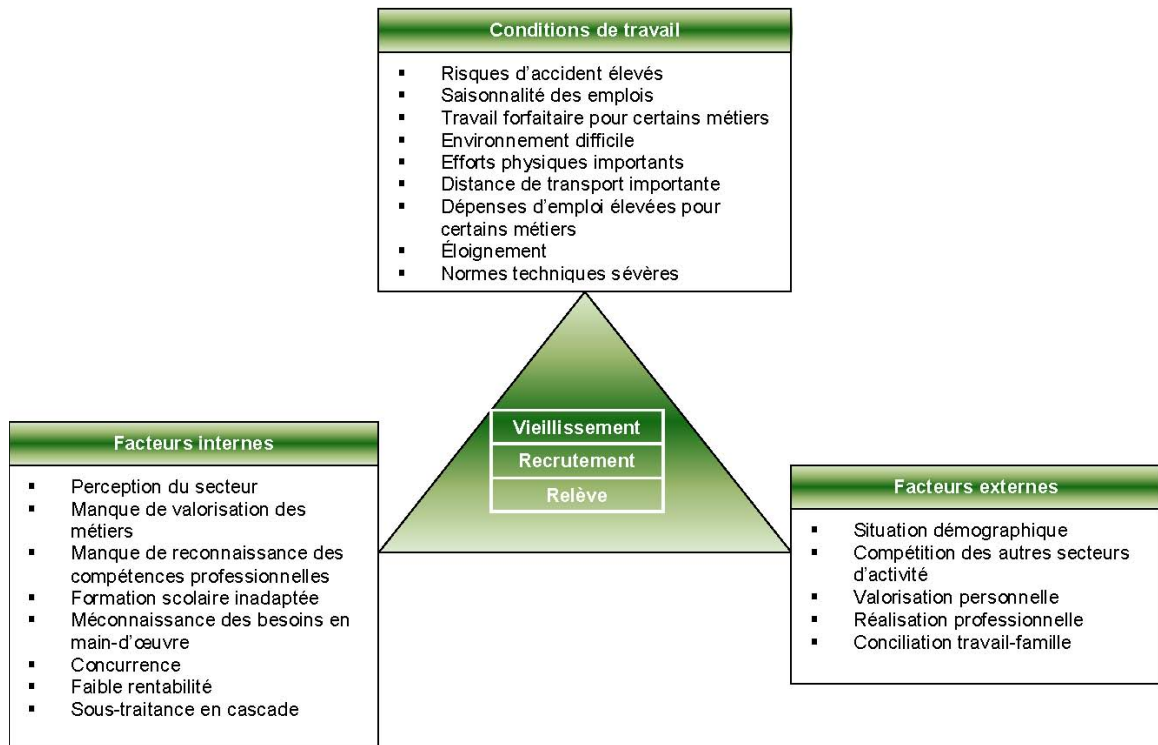 Conditions de travail
▪ Risques d'accident élevés
▪ Saisonnalité des emplois
▪ Travail forfaitaire pour certains métiers
▪ Environnement difficile
▪ Efforts physiques importants
▪ Distance de transport importante
▪ Dépenses d'emploi élevées pour
certains métiers
▪ Éloignement
▪ Normes techniques sévères
Vieillissement
Recrutement
Relève
Facteurs internes
▪ Perception du secteur
▪ Manque de valorisation des
métiers
▪ Manque de reconnaissance des
compétences professionnelles
▪ Formation scolaire inadaptée
▪ Méconnaissance des besoins en
main-d'œuvre
▪ Concurrence
▪ Faible rentabilité
▪ Sous-traitance en cascade
Facteurs externes
▪ Situation démographique
▪ Compétition des autres secteurs
d'activité
▪ Valorisation personnelle
▪ Réalisation professionnelle
▪ Conciliation travail-famille